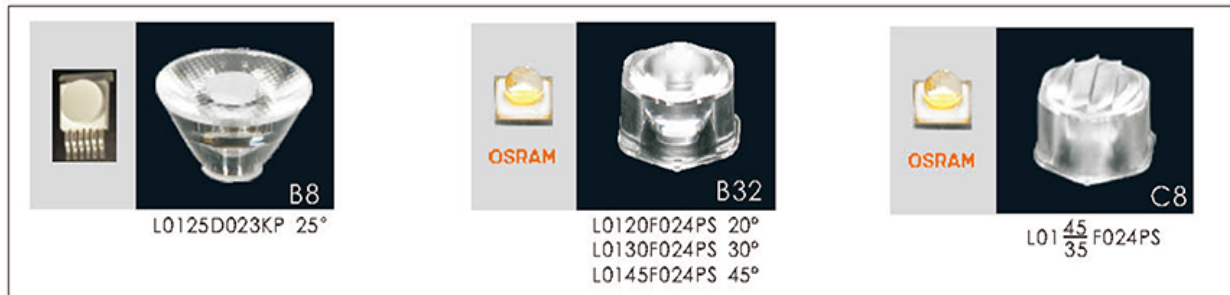 B8
L0125D023KP 25°
OSRAM
B32
L0120F024PS 20°
L0130F024PS 30°
L0145F024PS 45°
OSRAM
C8
L01 45/35 F024PS